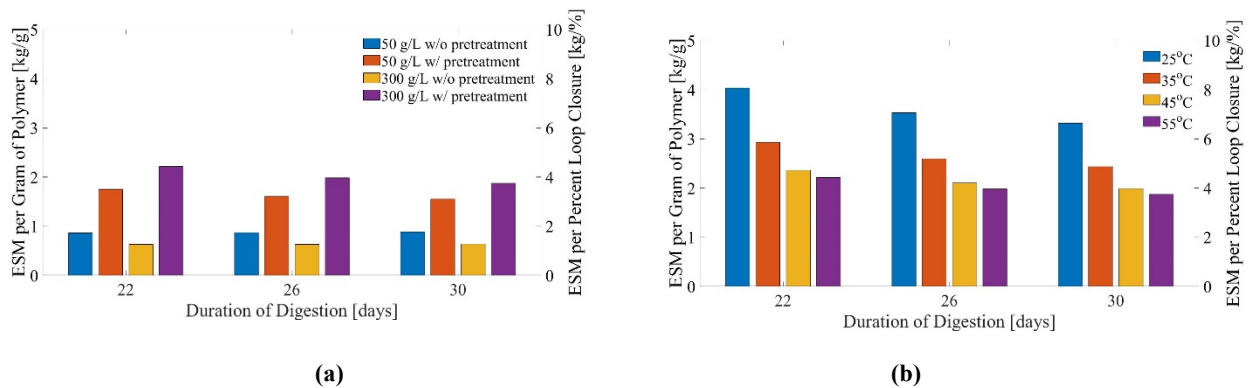 ESM per Gram of Polymer [kg/g]
5
4
3
2
1
0
50 g/L w/o pretreatment
50 g/L w/ pretreatment
300 g/L w/o pretreatment
300 g/L w/ pretreatment
10
8
6
4
2
0
ESM per Percent Loop Closure [kg/%]
22
26
30
Duration of Digestion [days]
(a)
ESM per Gram of Polymer [kg/g]
5
4
3
2
1
0
25°C
35°C
45°C
55°C
10
8
6
4
2
0
ESM per Percent Loop Closure [kg/%]
22
26
30
Duration of Digestion [days]
(b)